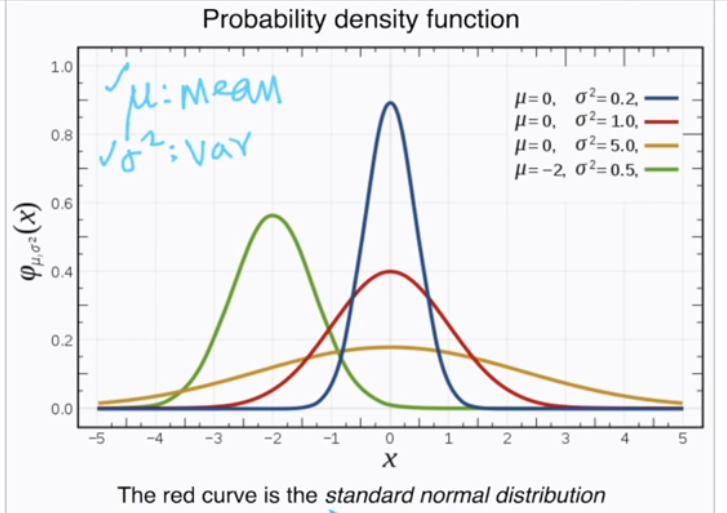 Probability density function
μ: mean
σ²: var
μ=0, σ²=0.2,
μ=0, σ²=1.0,
μ=0, σ²=5.0,
μ=−2, σ²=0.5,
φμ,σ²(x)
1.0
0.8
0.6
0.4
0.2
0.0
−5 −4 −3 −2 −1 0 1 2 3 4 5
x
The red curve is the standard normal distribution